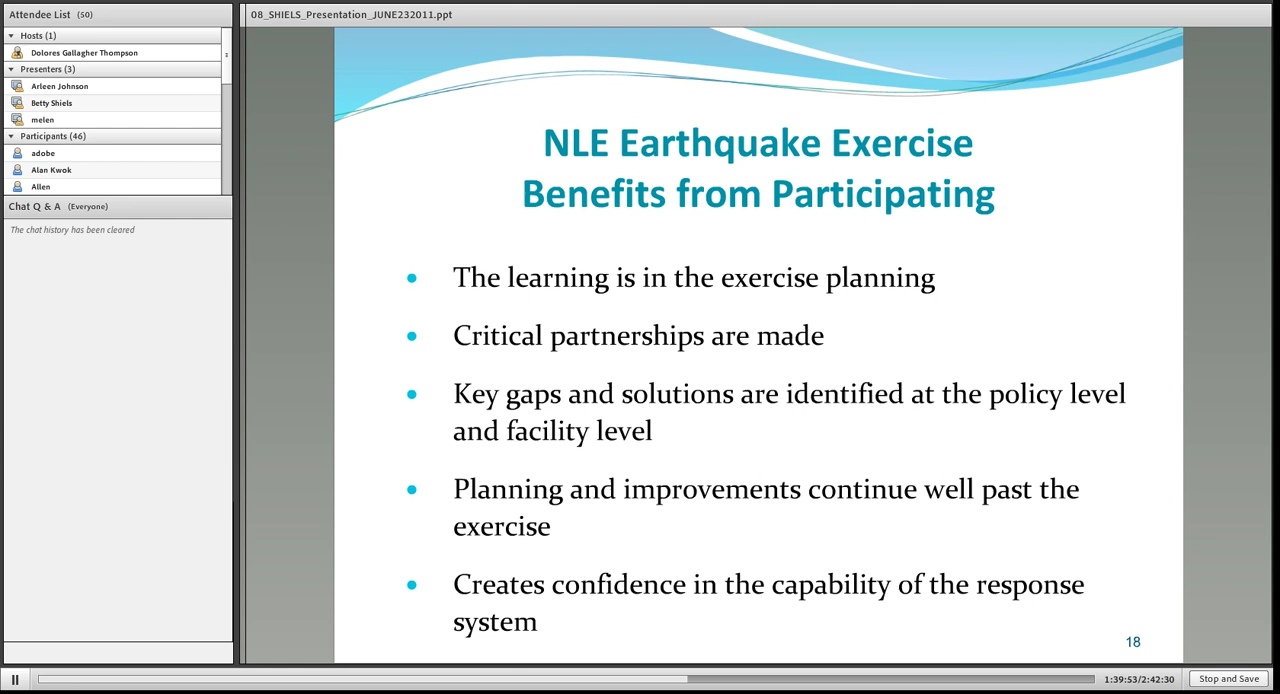 Attendee List (50)
Hosts (1)
Dolores Gallagher Thompson
Presenters (3)
Arleen Johnson
Betty Shiels
melen
Participants (46)
adobe
Alan Kwok
Allen
Chat Q & A (Everyone)
The chat history has been cleared
08_SHIELS_Presentation_JUNE232011.ppt
NLE Earthquake Exercise
Benefits from Participating
• The learning is in the exercise planning
• Critical partnerships are made
• Key gaps and solutions are identified at the policy level
and facility level
• Planning and improvements continue well past the
exercise
• Creates confidence in the capability of the response
system
18
1:39:53/2:42:30
Stop and Save